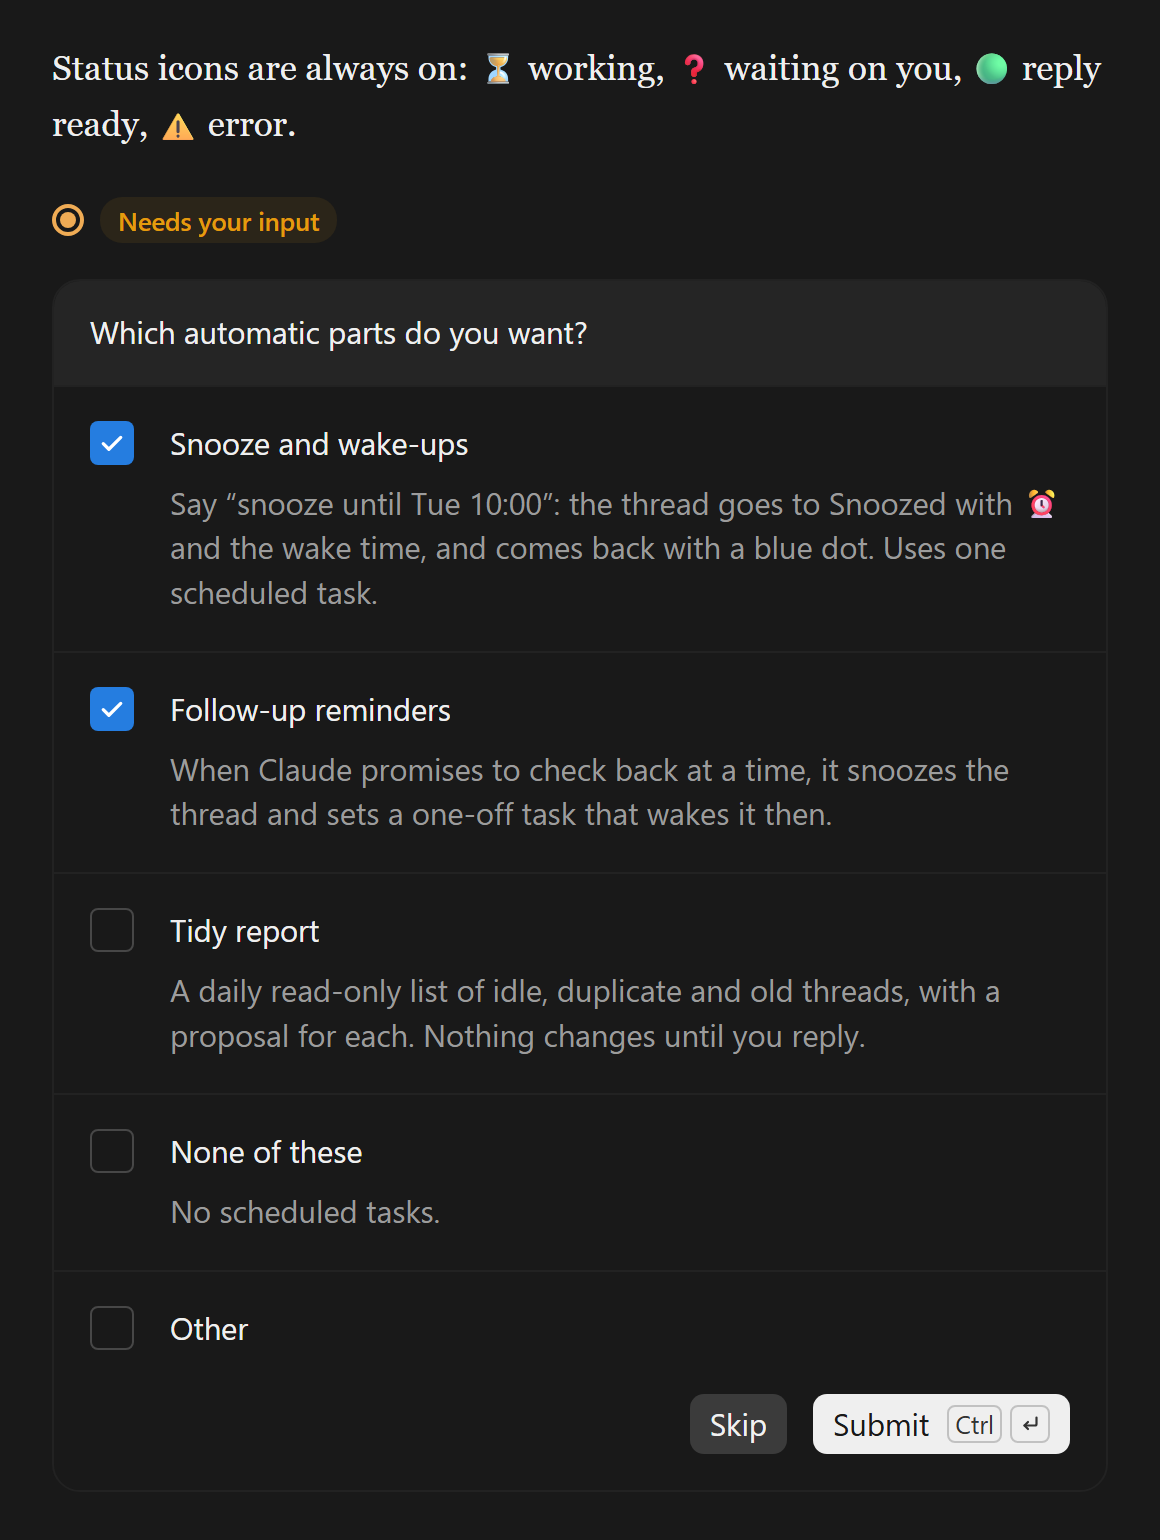 Status icons are always on: ⏳ working, ❓ waiting on you, 🟢 reply
ready, ⚠️ error.
Needs your input
Which automatic parts do you want?
Snooze and wake-ups
Say “snooze until Tue 10:00”: the thread goes to Snoozed with ⏰
and the wake time, and comes back with a blue dot. Uses one
scheduled task.
Follow-up reminders
When Claude promises to check back at a time, it snoozes the
thread and sets a one-off task that wakes it then.
Tidy report
A daily read-only list of idle, duplicate and old threads, with a
proposal for each. Nothing changes until you reply.
None of these
No scheduled tasks.
Other
Skip
Submit Ctrl ↵